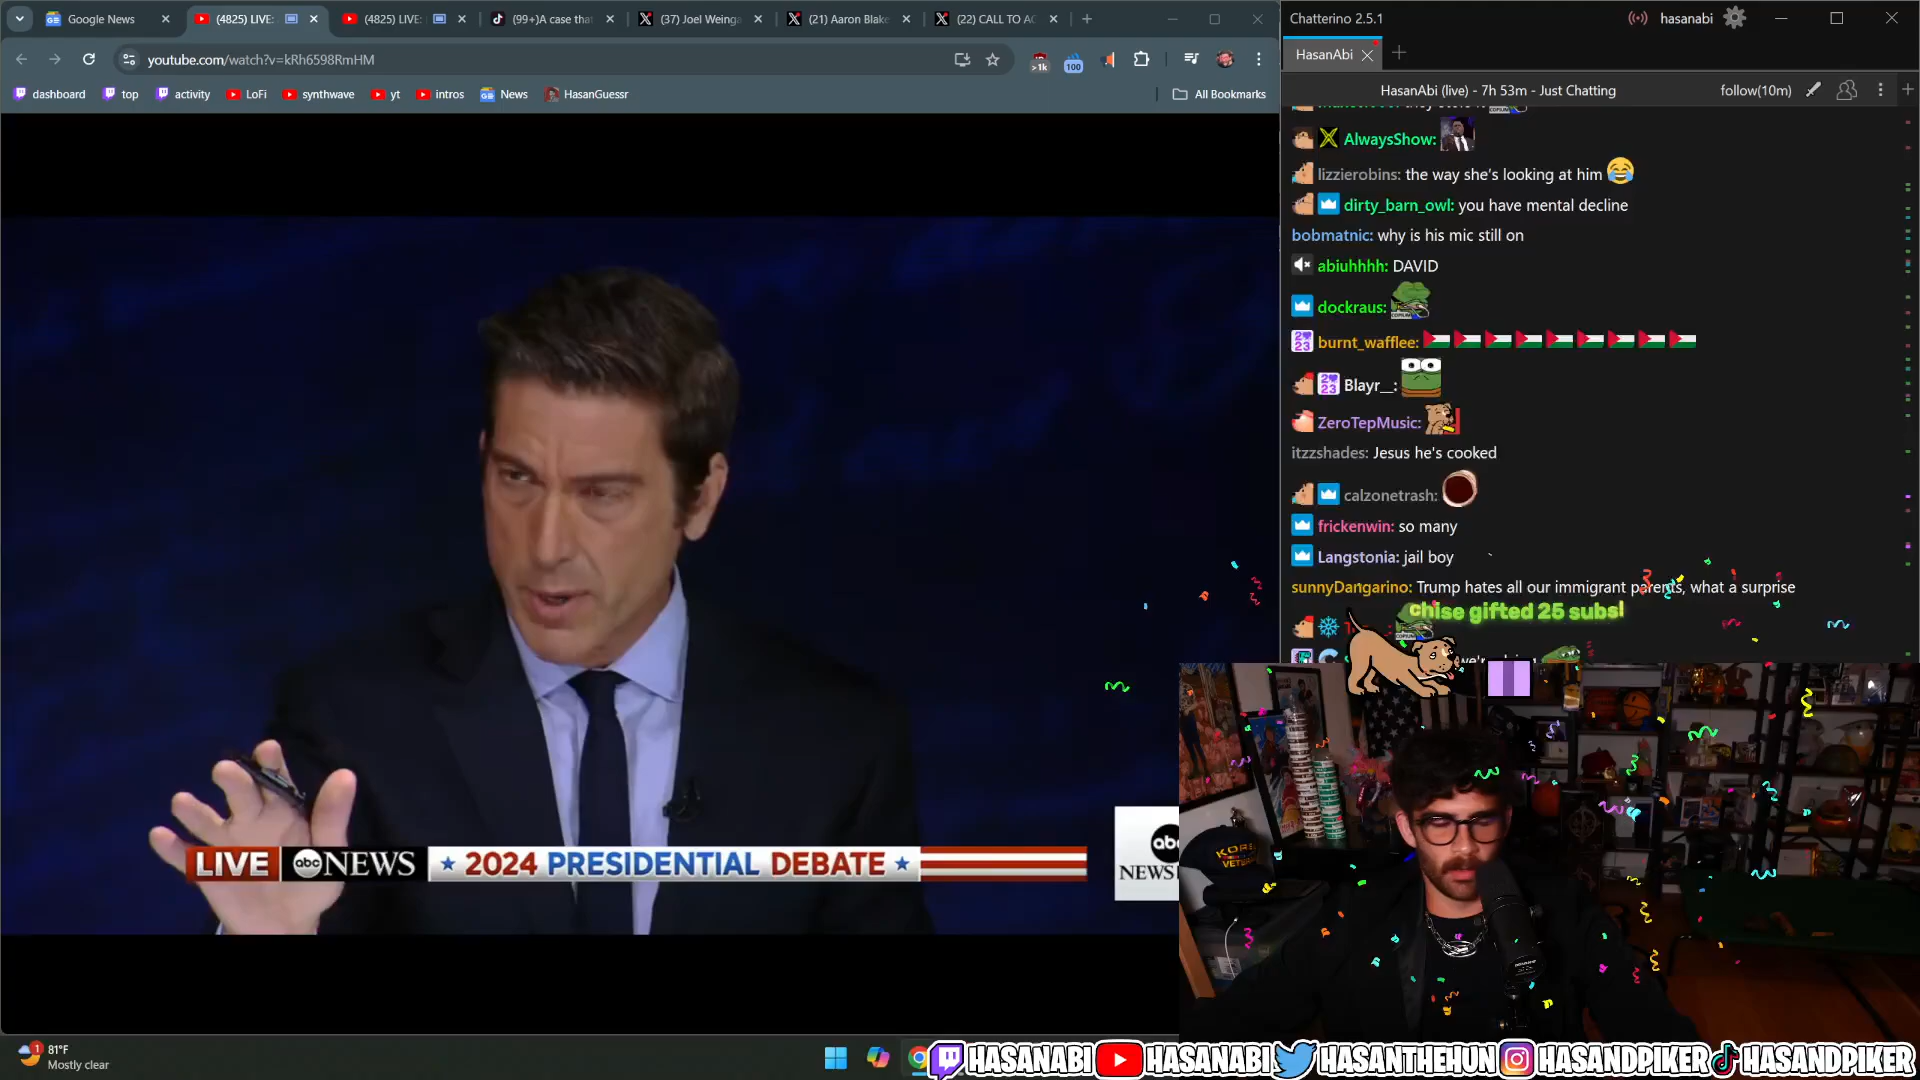 Google News
(4825) LIVE:
(4825) LIVE:
(99+)A case that
(37) Joel Weinga
(21) Aaron Blake
(22) CALL TO AC
youtube.com/watch?v=kRh6598RmHM
>1k
100
dashboard
top
activity
LoFi
synthwave
yt
intros
News
HasanGuessr
All Bookmarks
Chatterino 2.5.1
hasanabi
HasanAbi
HasanAbi (live) - 7h 53m - Just Chatting
follow(10m)
AlwaysShow:
lizzierobins: the way she's looking at him
dirty_barn_owl: you have mental decline
bobmatnic: why is his mic still on
abiuhhhh: DAVID
dockraus:
burnt_wafflee:
Blayr__:
ZeroTepMusic:
itzzshades: Jesus he's cooked
calzonetrash:
frickenwin: so many
Langstonia: jail boy
sunnyDangarino: Trump hates all our immigrant parents, what a surprise
chise gifted 25 subs!
LIVE
abc NEWS
2024 PRESIDENTIAL DEBATE
abc
NEWS
81°F
Mostly clear
1
HASANABI
HASANABI
HASANTHEHUN
HASANDPIKER
HASANDPIKER